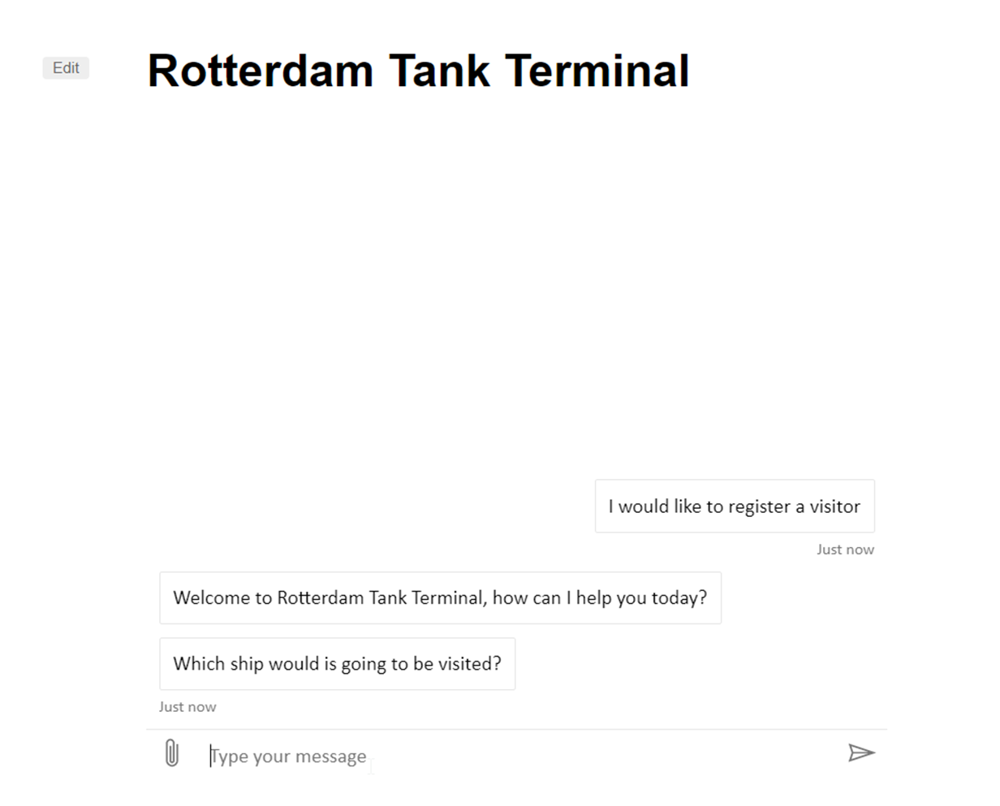 Edit
Rotterdam Tank Terminal
I would like to register a visitor
Just now
Welcome to Rotterdam Tank Terminal, how can I help you today?
Which ship would is going to be visited?
Just now
Type your message